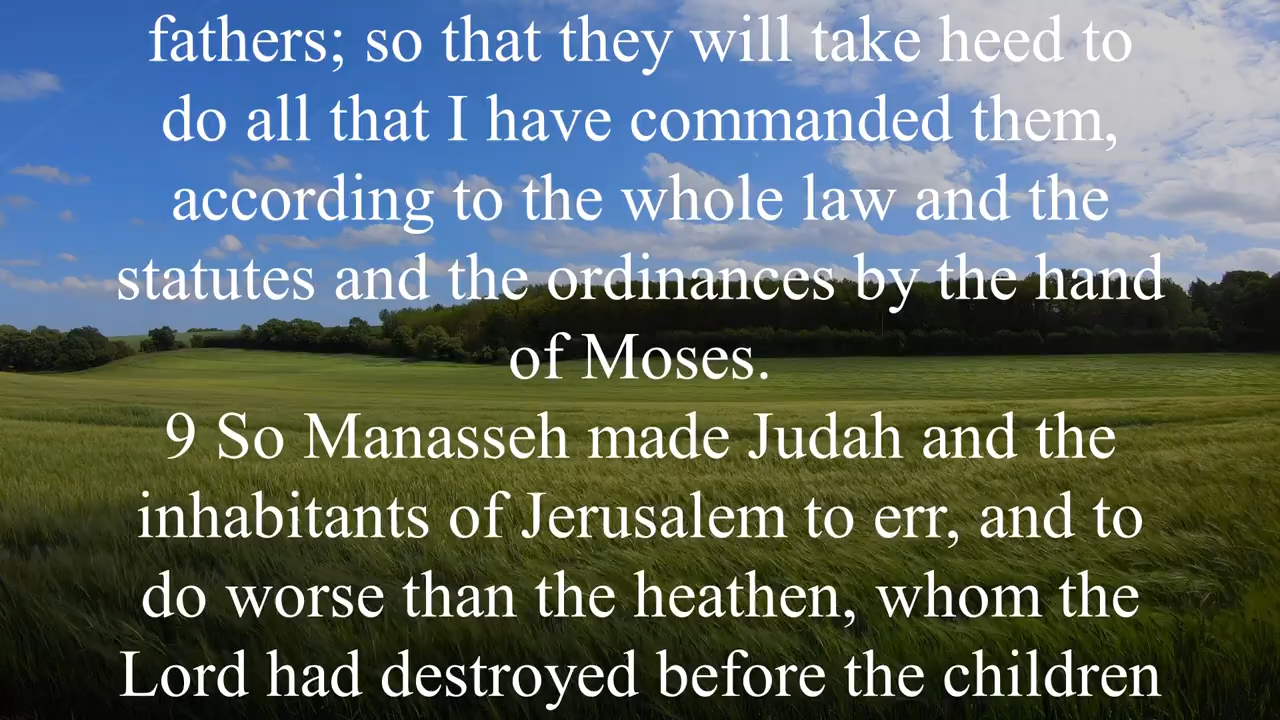 fathers; so that they will take heed to
do all that I have commanded them,
according to the whole law and the
statutes and the ordinances by the hand
of Moses.
9 So Manasseh made Judah and the
inhabitants of Jerusalem to err, and to
do worse than the heathen, whom the
Lord had destroyed before the children